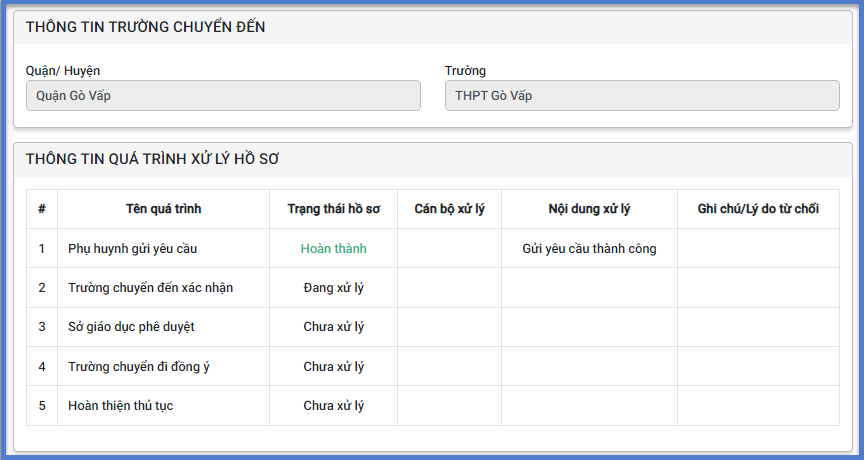 THÔNG TIN TRƯỜNG CHUYỂN ĐẾN
Quận/ Huyện Trường
Quận Gò Vấp THPT Gò Vấp
THÔNG TIN QUÁ TRÌNH XỬ LÝ HỒ SƠ
# Tên quá trình Trạng thái hồ sơ Cán bộ xử lý Nội dung xử lý Ghi chú/Lý do từ chối
1 Phụ huynh gửi yêu cầu Hoàn thành Gửi yêu cầu thành công
2 Trường chuyển đến xác nhận Đang xử lý
3 Sở giáo dục phê duyệt Chưa xử lý
4 Trường chuyển đi đồng ý Chưa xử lý
5 Hoàn thiện thủ tục Chưa xử lý